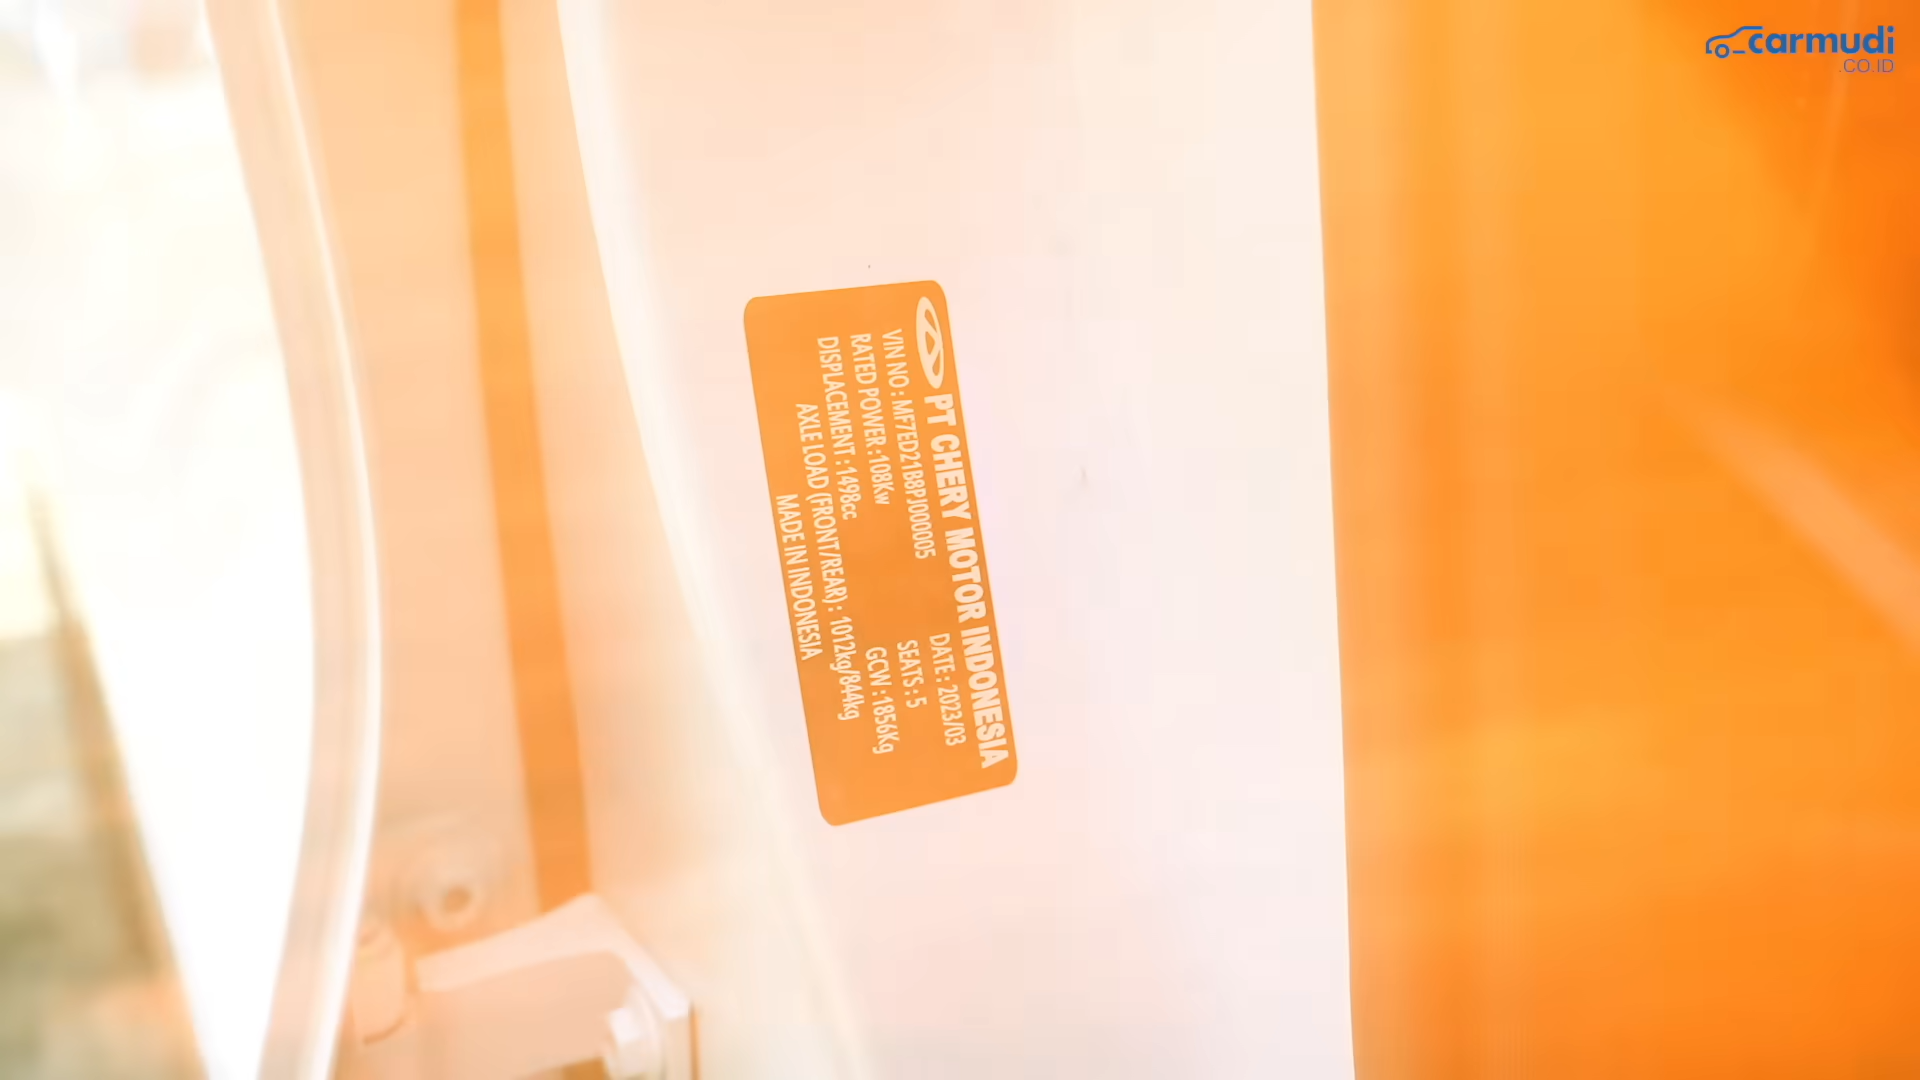 PT CHERY MOTOR INDONESIA
VIN NO : MF7ED21B8PJ000005 DATE : 2023/03
RATED POWER :108Kw SEATS : 5
DISPLACEMENT : 1498cc GCW :1856Kg
AXLE LOAD (FRONT/REAR) : 1012kg/844kg
MADE IN INDONESIA
carmudi
.CO.ID